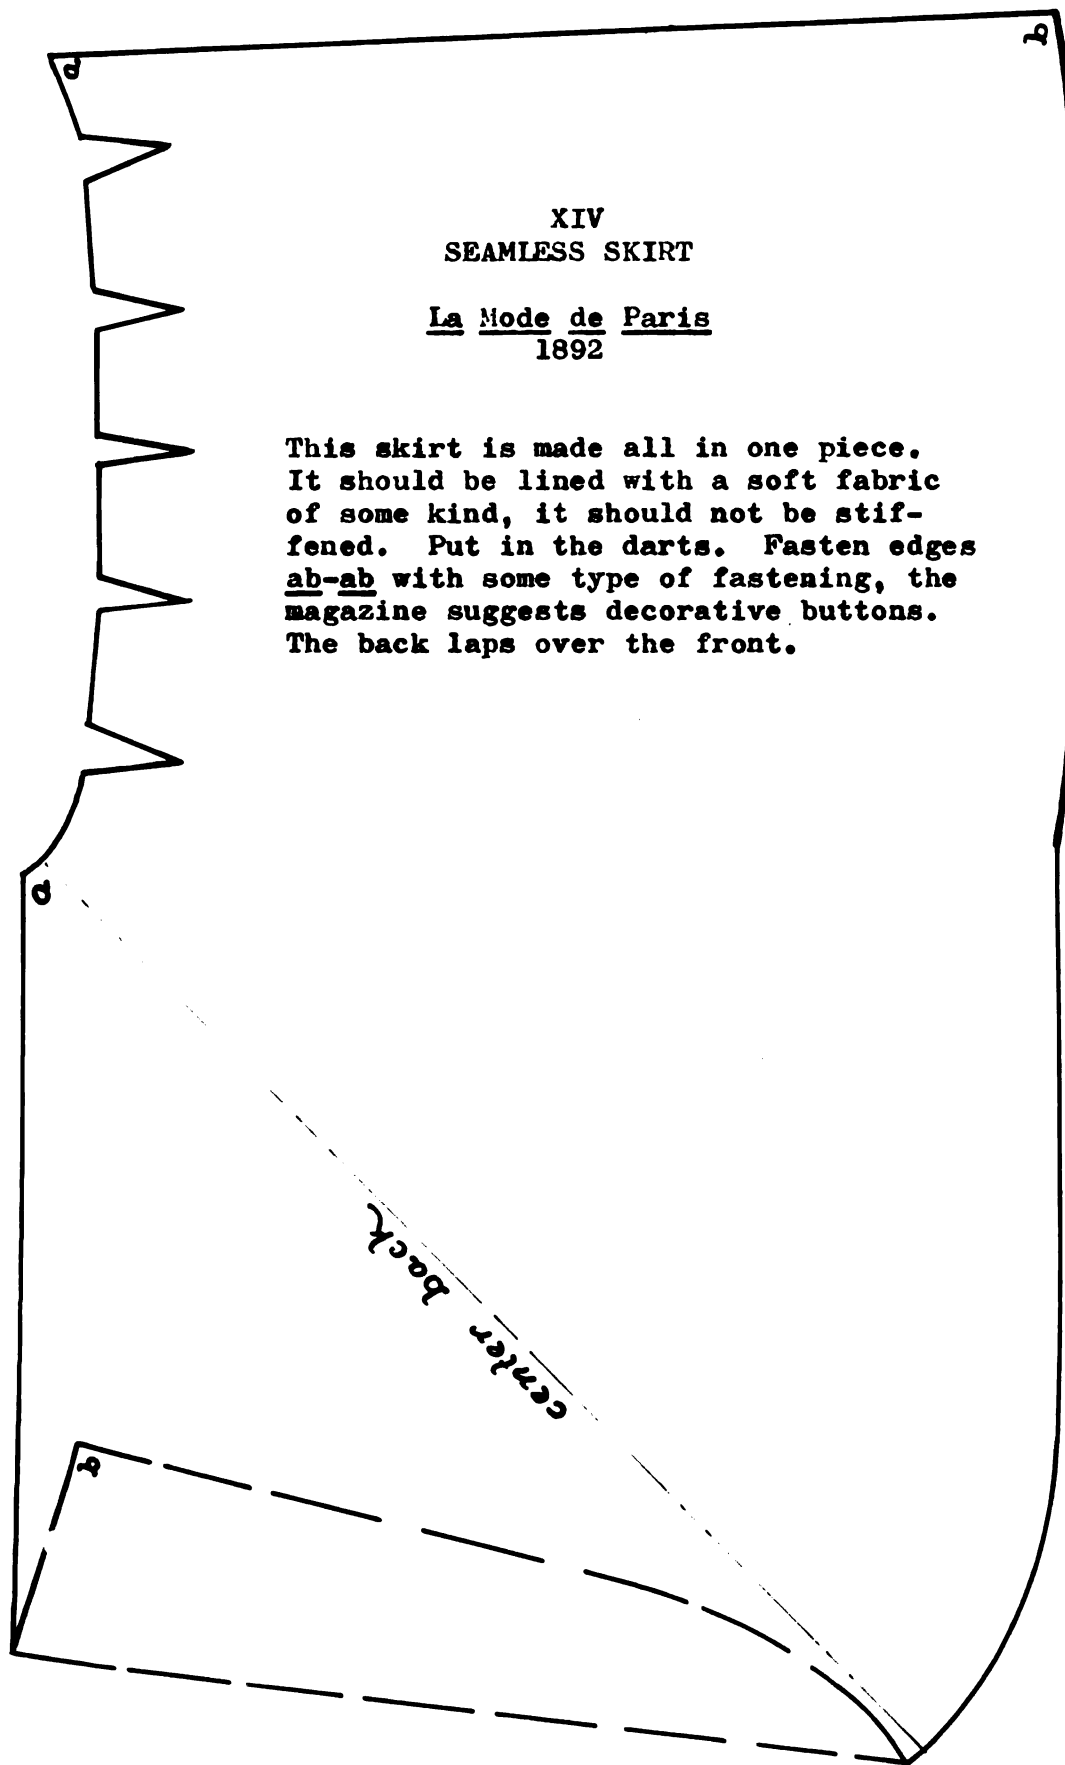 a
b
XIV
SEAMLESS SKIRT
La Mode de Paris
1892
This skirt is made all in one piece.
It should be lined with a soft fabric
of some kind, it should not be stif-
fened. Put in the darts. Fasten edges
ab-ab with some type of fastening, the
magazine suggests decorative buttons.
The back laps over the front.
a
center back
b